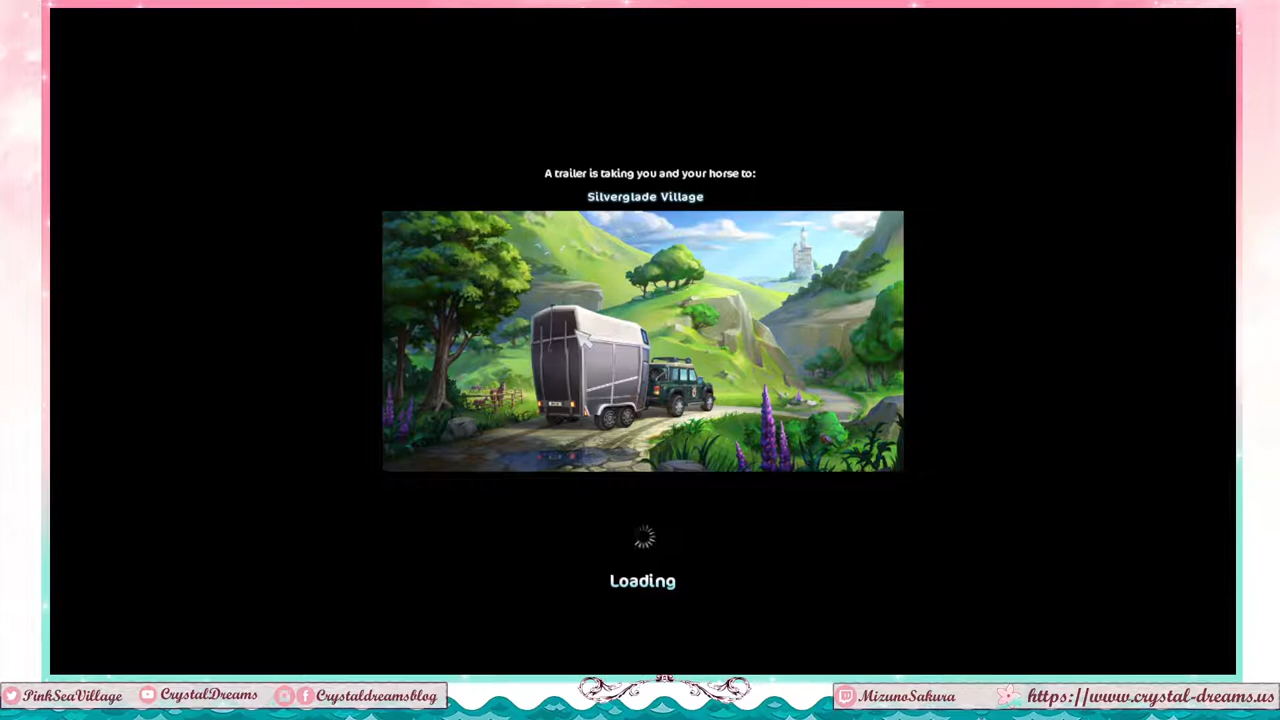 A trailer is taking you and your horse to:
Silverglade Village
Loading
PinkSeaVillage
CrystalDreams
Crystaldreamsblog
MizunoSakura
https://www.crystal-dreams.us